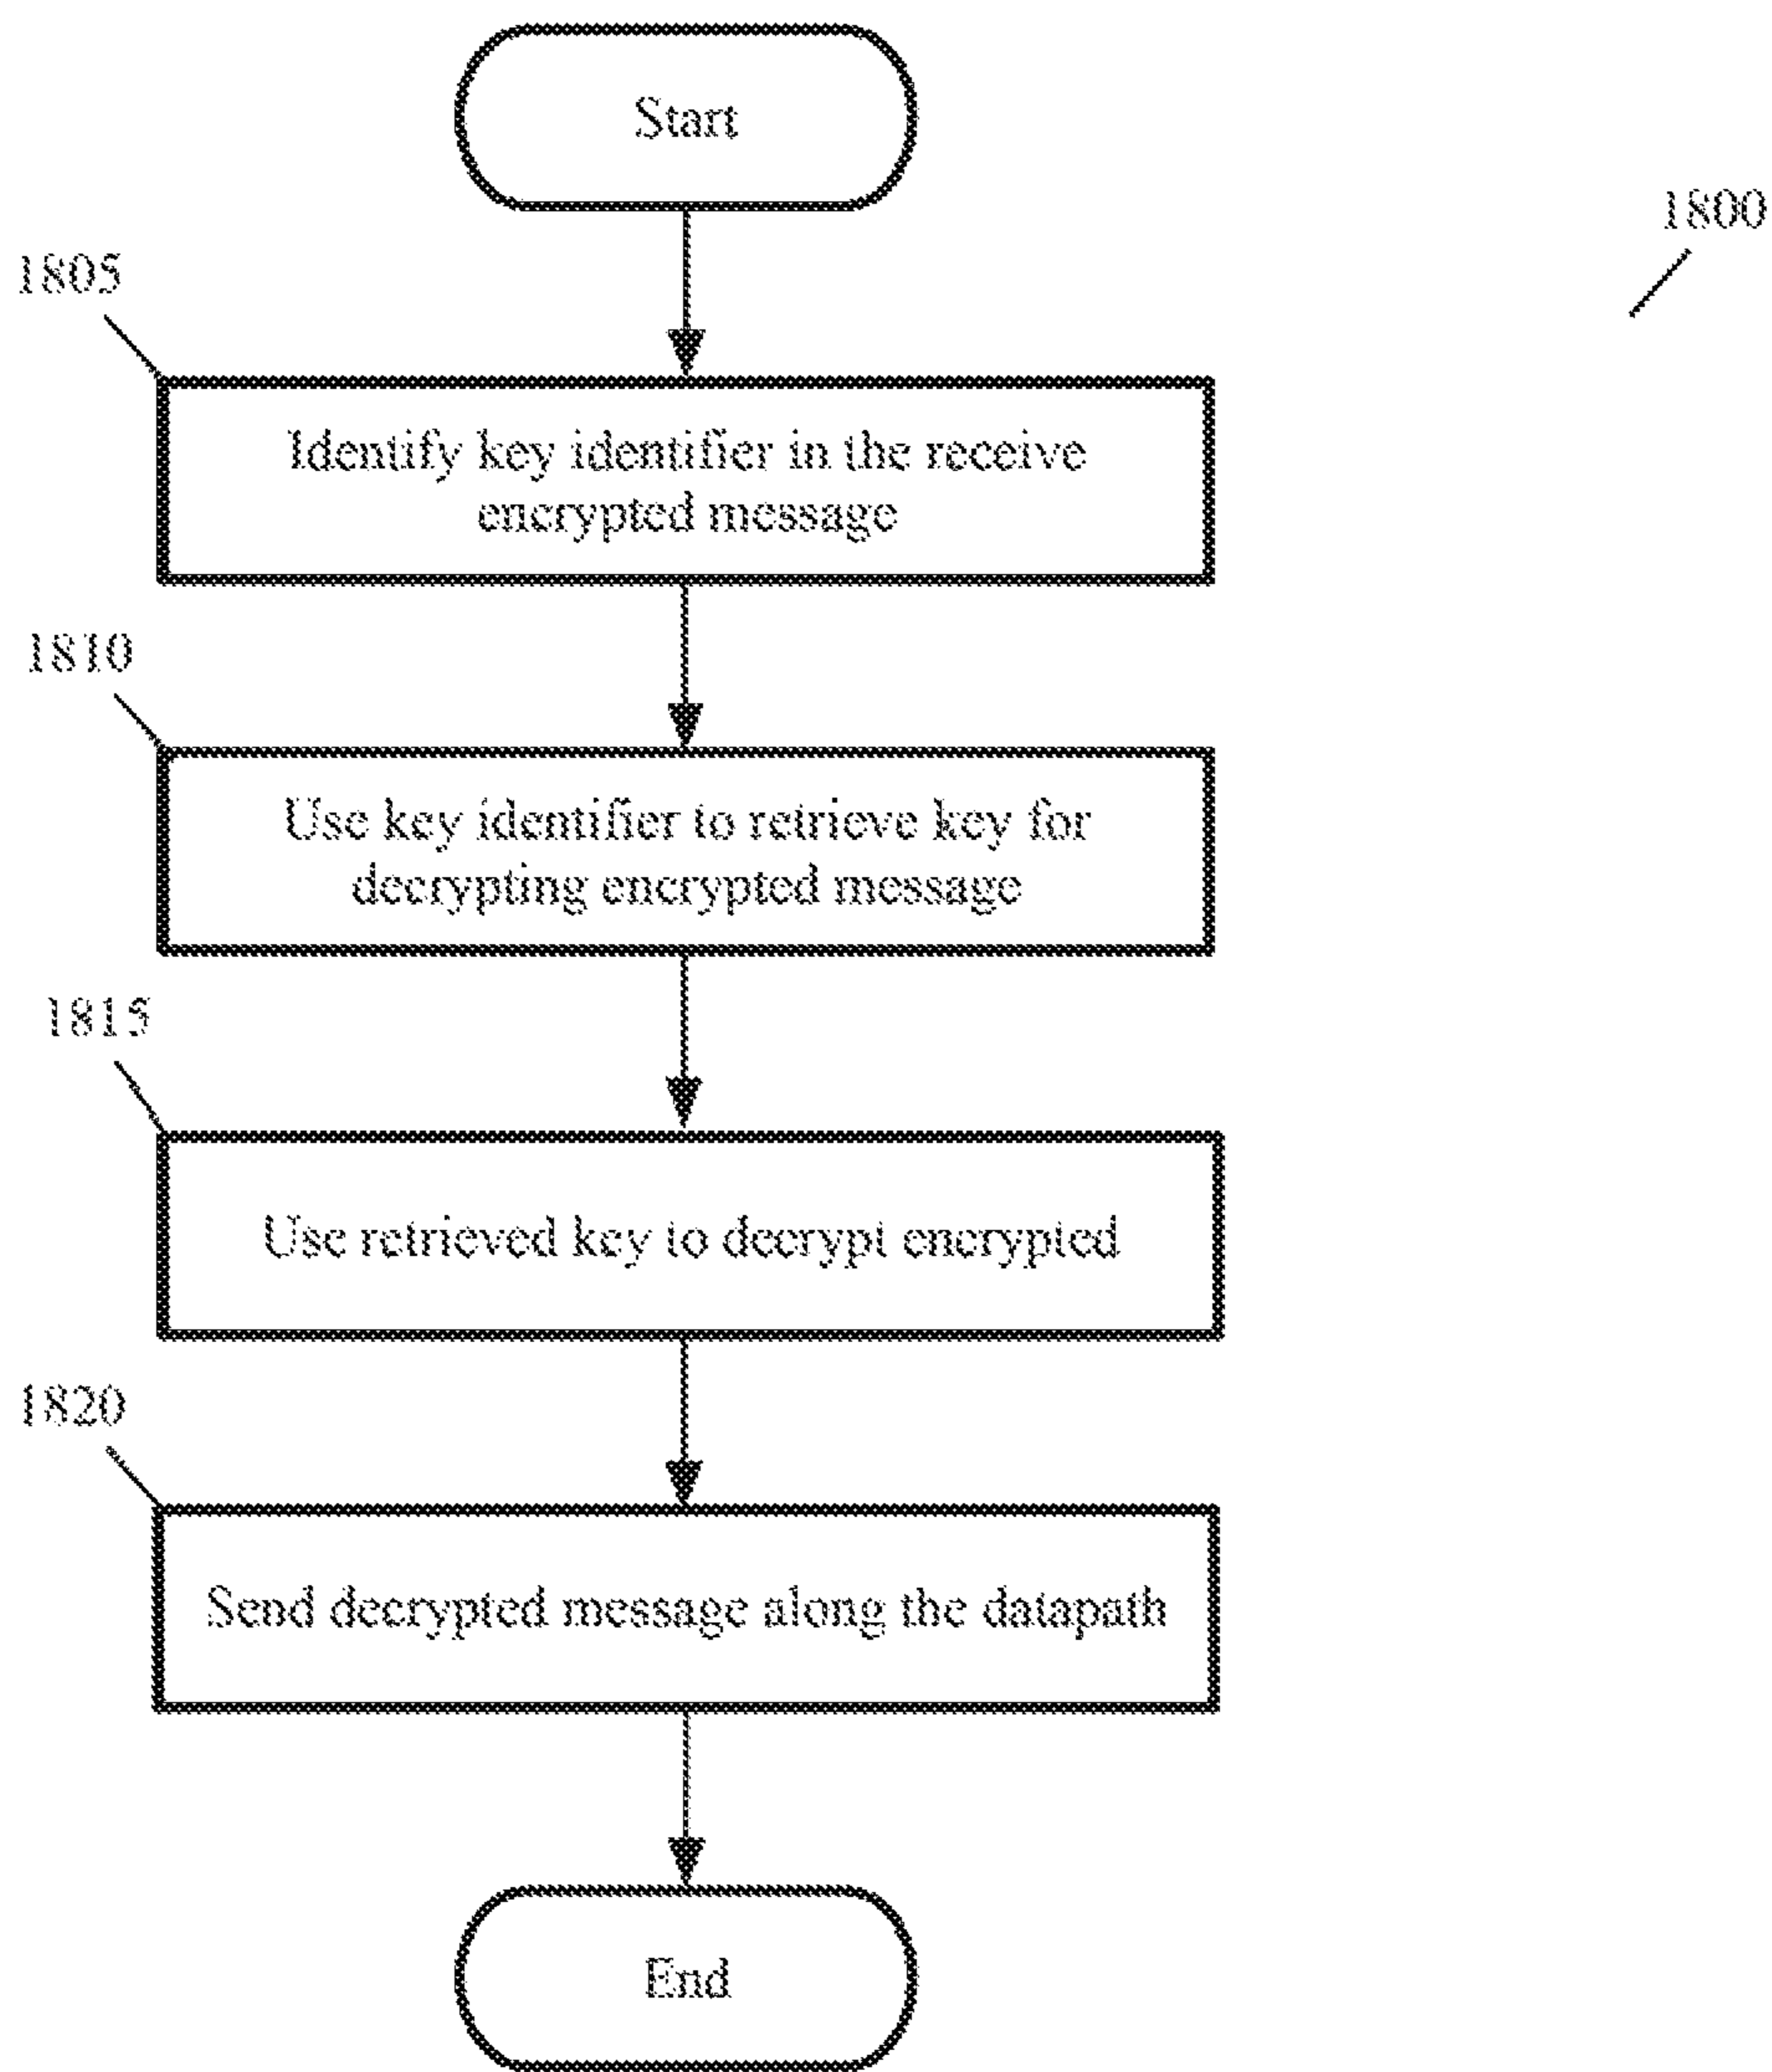 Start
1800
1805
Identify key identifier in the receive
encrypted message
1810
Use key identifier to retrieve key for
decrypting encrypted message
1815
Use retrieved key to decrypt encrypted
1820
Send decrypted message along the datapath
End